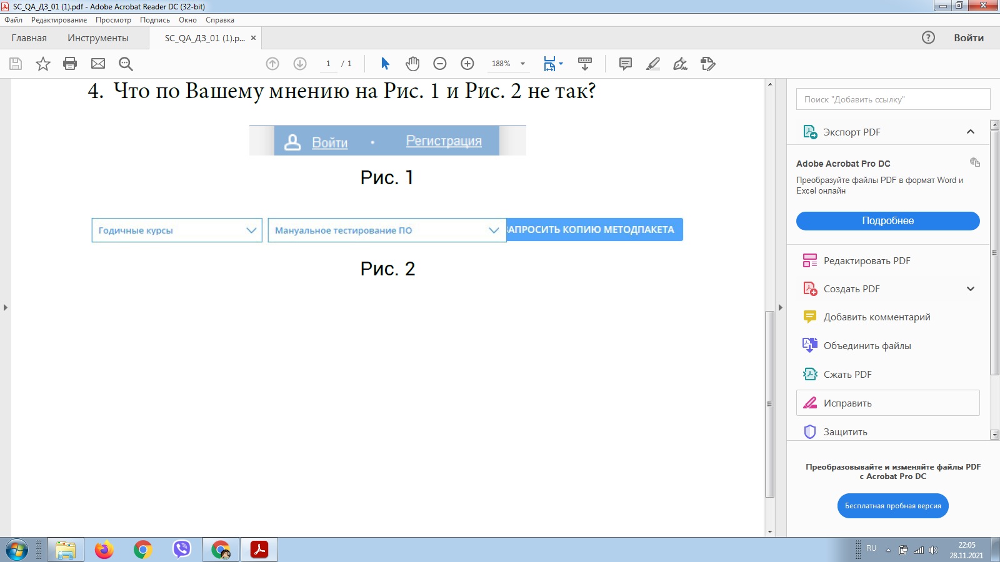 SC_QA_ДЗ_01 (1).pdf - Adobe Acrobat Reader DC (32-bit)
Файл Редактирование Просмотр Подпись Окно Справка
Главная Инструменты SC_QA_ДЗ_01 (1).p... × Войти
1 / 1 188%
4. Что по Вашему мнению на Рис. 1 и Рис. 2 не так?
Войти • Регистрация
Рис. 1
Годичные курсы Мануальное тестирование ПО ЗАПРОСИТЬ КОПИЮ МЕТОДПАКЕТА
Рис. 2
Поиск "Добавить ссылку"
Экспорт PDF
Adobe Acrobat Pro DC
Преобразуйте файлы PDF в формат Word и
Excel онлайн
Подробнее
Редактировать PDF
Создать PDF
Добавить комментарий
Объединить файлы
Сжать PDF
Исправить
Защитить
Преобразовывайте и изменяйте файлы PDF
с Acrobat Pro DC
Бесплатная пробная версия
RU 22:05
28.11.2021